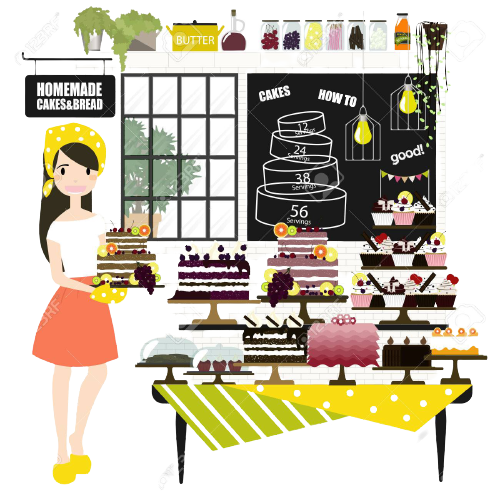 BUTTER
HOMEMADE
CAKES&BREAD
CAKES
HOW TO
12
Servings
24
Servings
38
Servings
56
Servings
good!